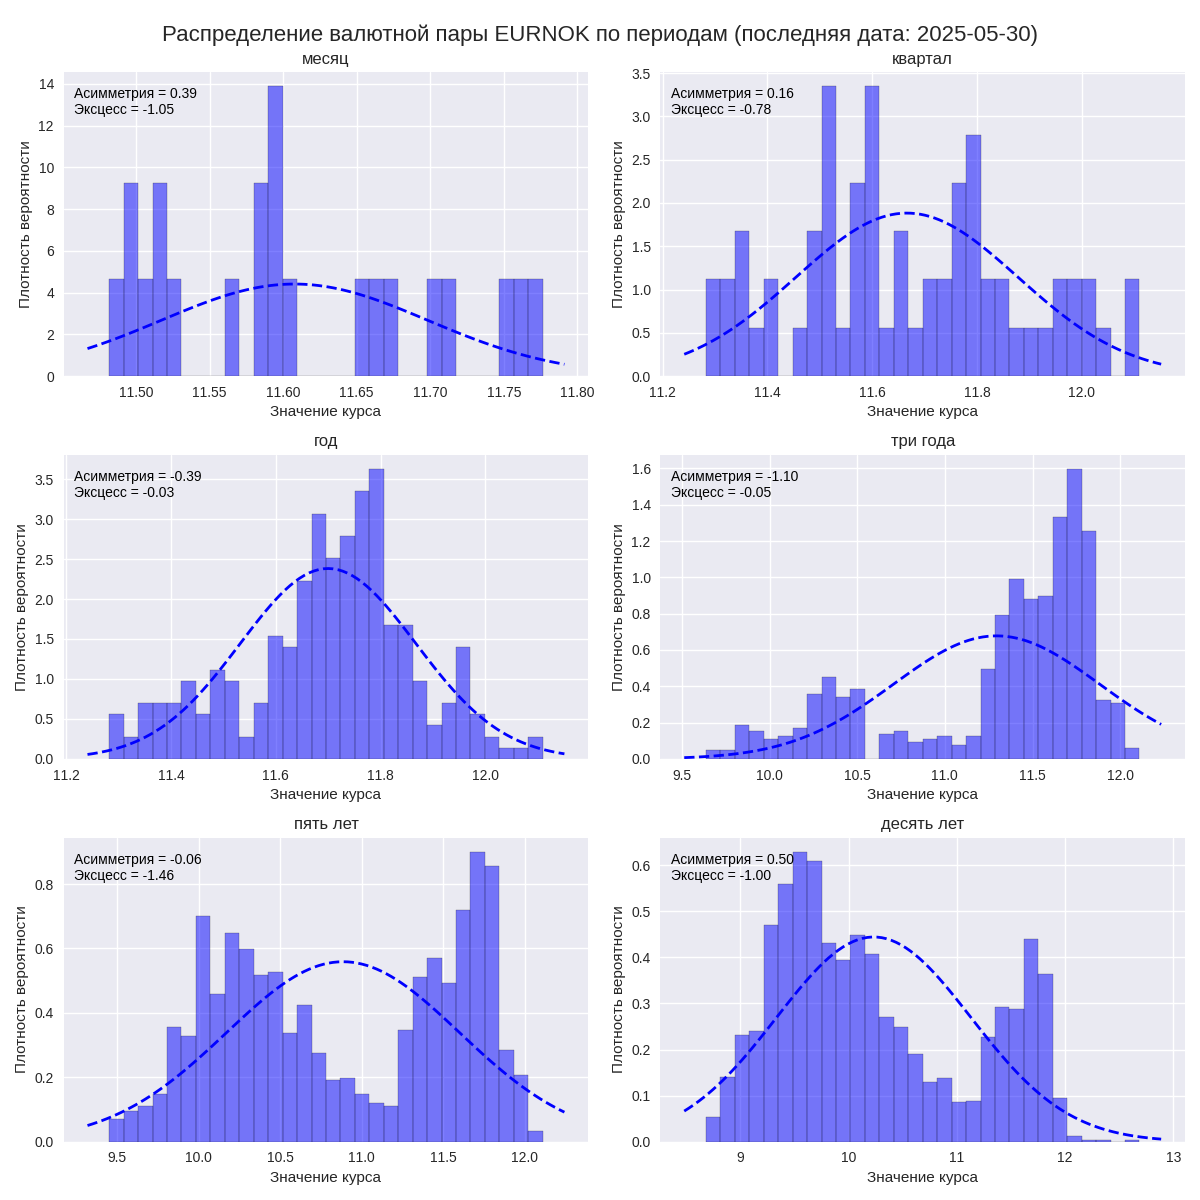 Распределение валютной пары EURNOK по периодам (последняя дата: 2025-05-30)
месяц
Асимметрия = 0.39
Эксцесс = -1.05
Плотность вероятности
14
12
10
8
6
4
2
0
11.50 11.55 11.60 11.65 11.70 11.75 11.80
Значение курса
квартал
Асимметрия = 0.16
Эксцесс = -0.78
Плотность вероятности
3.5
3.0
2.5
2.0
1.5
1.0
0.5
0.0
11.2 11.4 11.6 11.8 12.0
Значение курса
год
Асимметрия = -0.39
Эксцесс = -0.03
Плотность вероятности
3.5
3.0
2.5
2.0
1.5
1.0
0.5
0.0
11.2 11.4 11.6 11.8 12.0
Значение курса
три года
Асимметрия = -1.10
Эксцесс = -0.05
Плотность вероятности
1.6
1.4
1.2
1.0
0.8
0.6
0.4
0.2
0.0
9.5 10.0 10.5 11.0 11.5 12.0
Значение курса
пять лет
Асимметрия = -0.06
Эксцесс = -1.46
Плотность вероятности
0.8
0.6
0.4
0.2
0.0
9.5 10.0 10.5 11.0 11.5 12.0
Значение курса
десять лет
Асимметрия = 0.50
Эксцесс = -1.00
Плотность вероятности
0.6
0.5
0.4
0.3
0.2
0.1
0.0
9 10 11 12 13
Значение курса